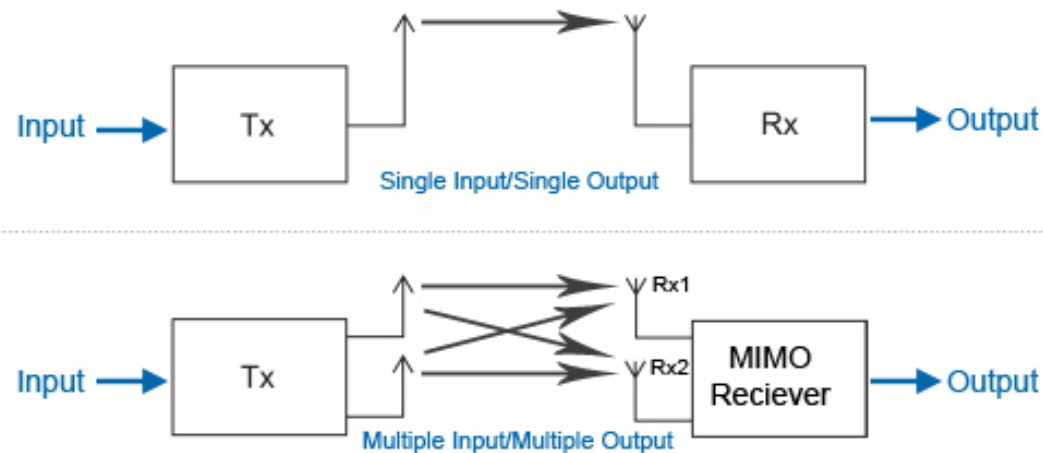 Input
Tx
Rx
Output
Single Input/Single Output
Input
Tx
Rx1
Rx2
MIMO
Reciever
Output
Multiple Input/Multiple Output